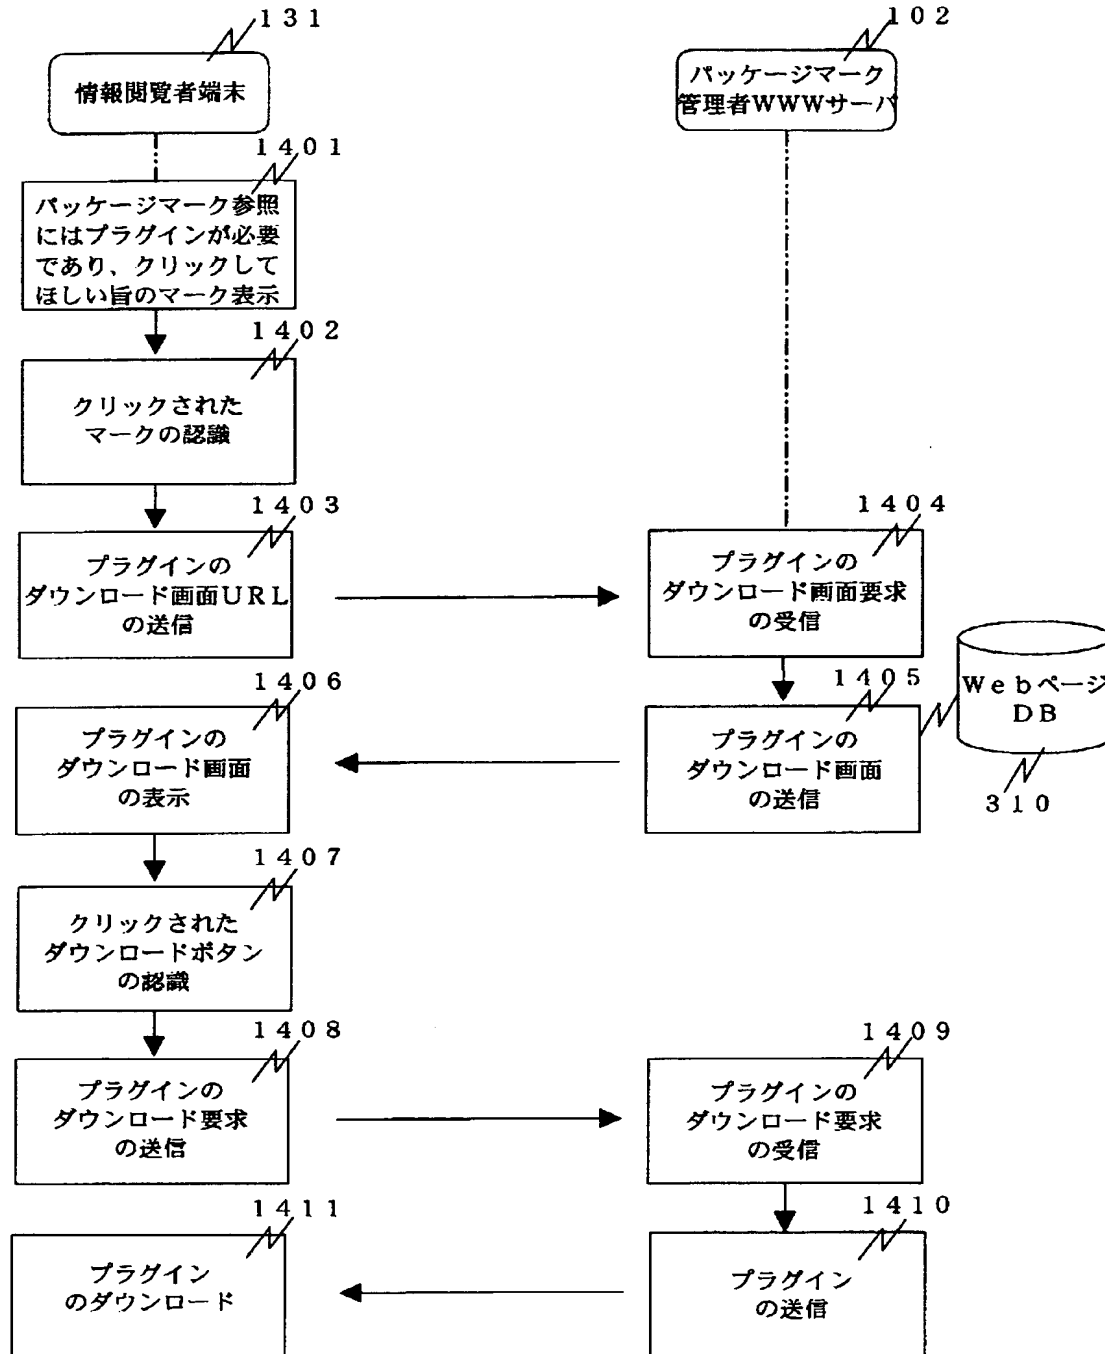 １３１
情報閲覧者端末
１０２
パッケージマーク
管理者ＷＷＷサーバ
１４０１
パッケージマーク参照
にはプラグインが必要
であり、クリックして
ほしい旨のマーク表示
１４０２
クリックされた
マークの認識
１４０３
プラグインの
ダウンロード画面ＵＲＬ
の送信
１４０４
プラグインの
ダウンロード画面要求
の受信
１４０５
プラグインの
ダウンロード画面
の送信
Ｗｅｂページ
ＤＢ
３１０
１４０６
プラグインの
ダウンロード画面
の表示
１４０７
クリックされた
ダウンロードボタン
の認識
１４０８
プラグインの
ダウンロード要求
の送信
１４０９
プラグインの
ダウンロード要求
の受信
１４１０
プラグイン
の送信
１４１１
プラグイン
のダウンロード